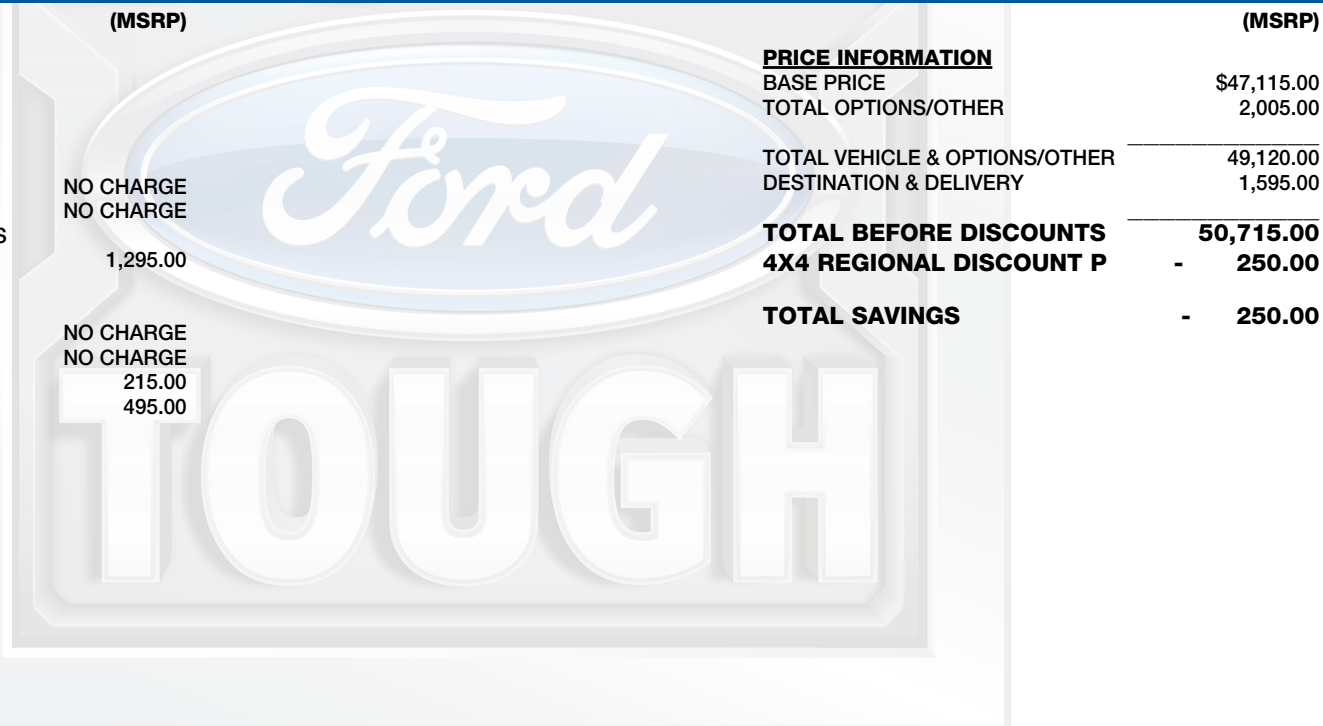 (MSRP)
NO CHARGE
NO CHARGE
S
1,295.00
NO CHARGE
NO CHARGE
215.00
495.00
(MSRP)
PRICE INFORMATION
BASE PRICE $47,115.00
TOTAL OPTIONS/OTHER 2,005.00
TOTAL VEHICLE & OPTIONS/OTHER 49,120.00
DESTINATION & DELIVERY 1,595.00
TOTAL BEFORE DISCOUNTS 50,715.00
4X4 REGIONAL DISCOUNT P - 250.00
TOTAL SAVINGS - 250.00
Ford
TOUGH